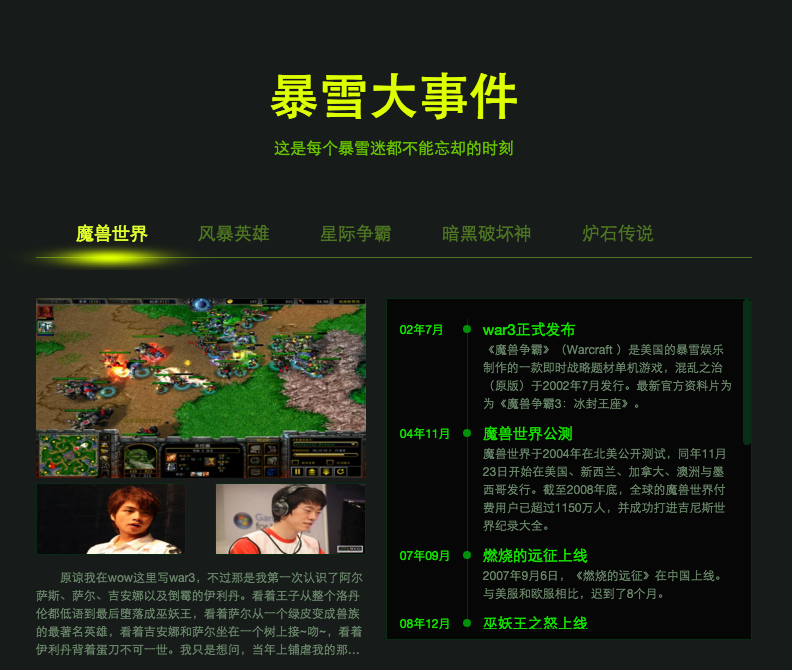 暴雪大事件
这是每个暴雪迷都不能忘却的时刻
魔兽世界 风暴英雄 星际争霸 暗黑破坏神 炉石传说
原谅我在wow这里写war3，不过那是我第一次认识了阿尔
萨斯、萨尔、吉安娜以及倒霉的伊利丹。看着王子从整个洛丹
伦都低语到最后堕落成巫妖王，看着萨尔从一个绿皮变成兽族
的最著名英雄，看着吉安娜和萨尔坐在一个树上接~吻~，看着
伊利丹背着蛋刀不可一世。我只是想问，当年上铺虐我的那...
02年7月 war3正式发布
《魔兽争霸》（Warcraft ）是美国的暴雪娱乐
制作的一款即时战略题材单机游戏，混乱之治
（原版）于2002年7月发行。最新官方资料片为
为《魔兽争霸3：冰封王座》。
04年11月 魔兽世界公测
魔兽世界于2004年在北美公开测试，同年11月
23日开始在美国、新西兰、加拿大、澳洲与墨
西哥发行。截至2008年底，全球的魔兽世界付
费用户已超过1150万人，并成功打进吉尼斯世
界纪录大全。
07年09月 燃烧的远征上线
2007年9月6日，《燃烧的远征》在中国上线。
与美服和欧服相比，迟到了8个月。
08年12月 巫妖王之怒上线